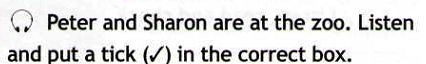 Peter and Sharon are at the zoo. Listen
and put a tick (✓) in the correct box.